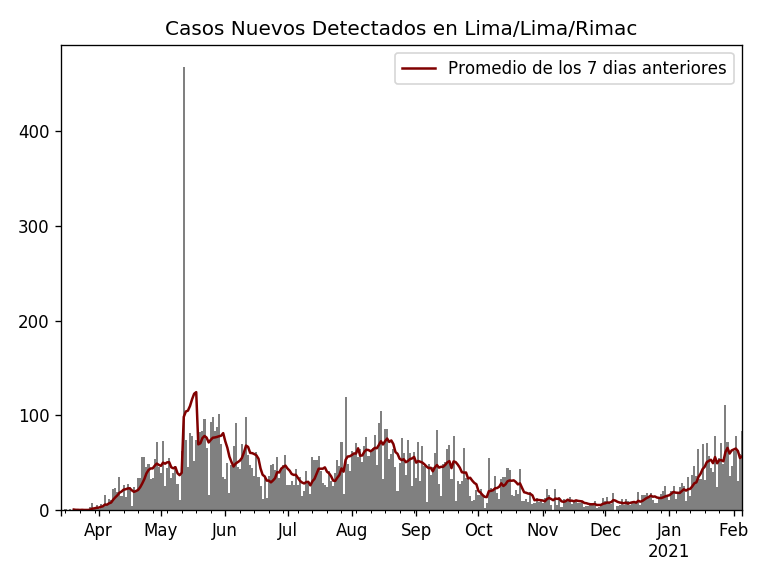 Casos Nuevos Detectados en Lima/Lima/Rimac
Promedio de los 7 dias anteriores
400
300
200
100
0
Apr May Jun Jul Aug Sep Oct Nov Dec Jan Feb
2021